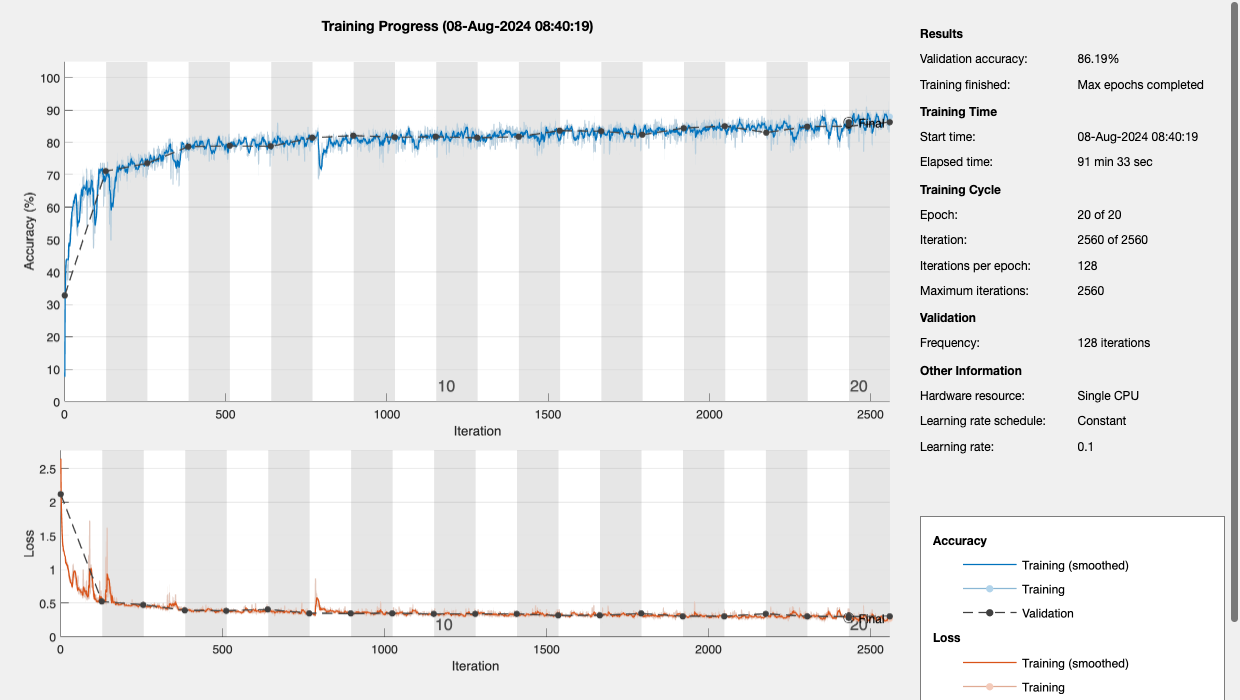 Training Progress (08-Aug-2024 08:40:19)
100
90
80
70
60
50
40
30
20
10
0
Accuracy (%)
Final
10
20
0
500
1000
1500
2000
2500
Iteration
2.5
2
1.5
1
0.5
0
Loss
Final
10
20
0
500
1000
1500
2000
2500
Iteration
Results
Validation accuracy: 86.19%
Training finished: Max epochs completed
Training Time
Start time: 08-Aug-2024 08:40:19
Elapsed time: 91 min 33 sec
Training Cycle
Epoch: 20 of 20
Iteration: 2560 of 2560
Iterations per epoch: 128
Maximum iterations: 2560
Validation
Frequency: 128 iterations
Other Information
Hardware resource: Single CPU
Learning rate schedule: Constant
Learning rate: 0.1
Accuracy
Training (smoothed)
Training
Validation
Loss
Training (smoothed)
Training